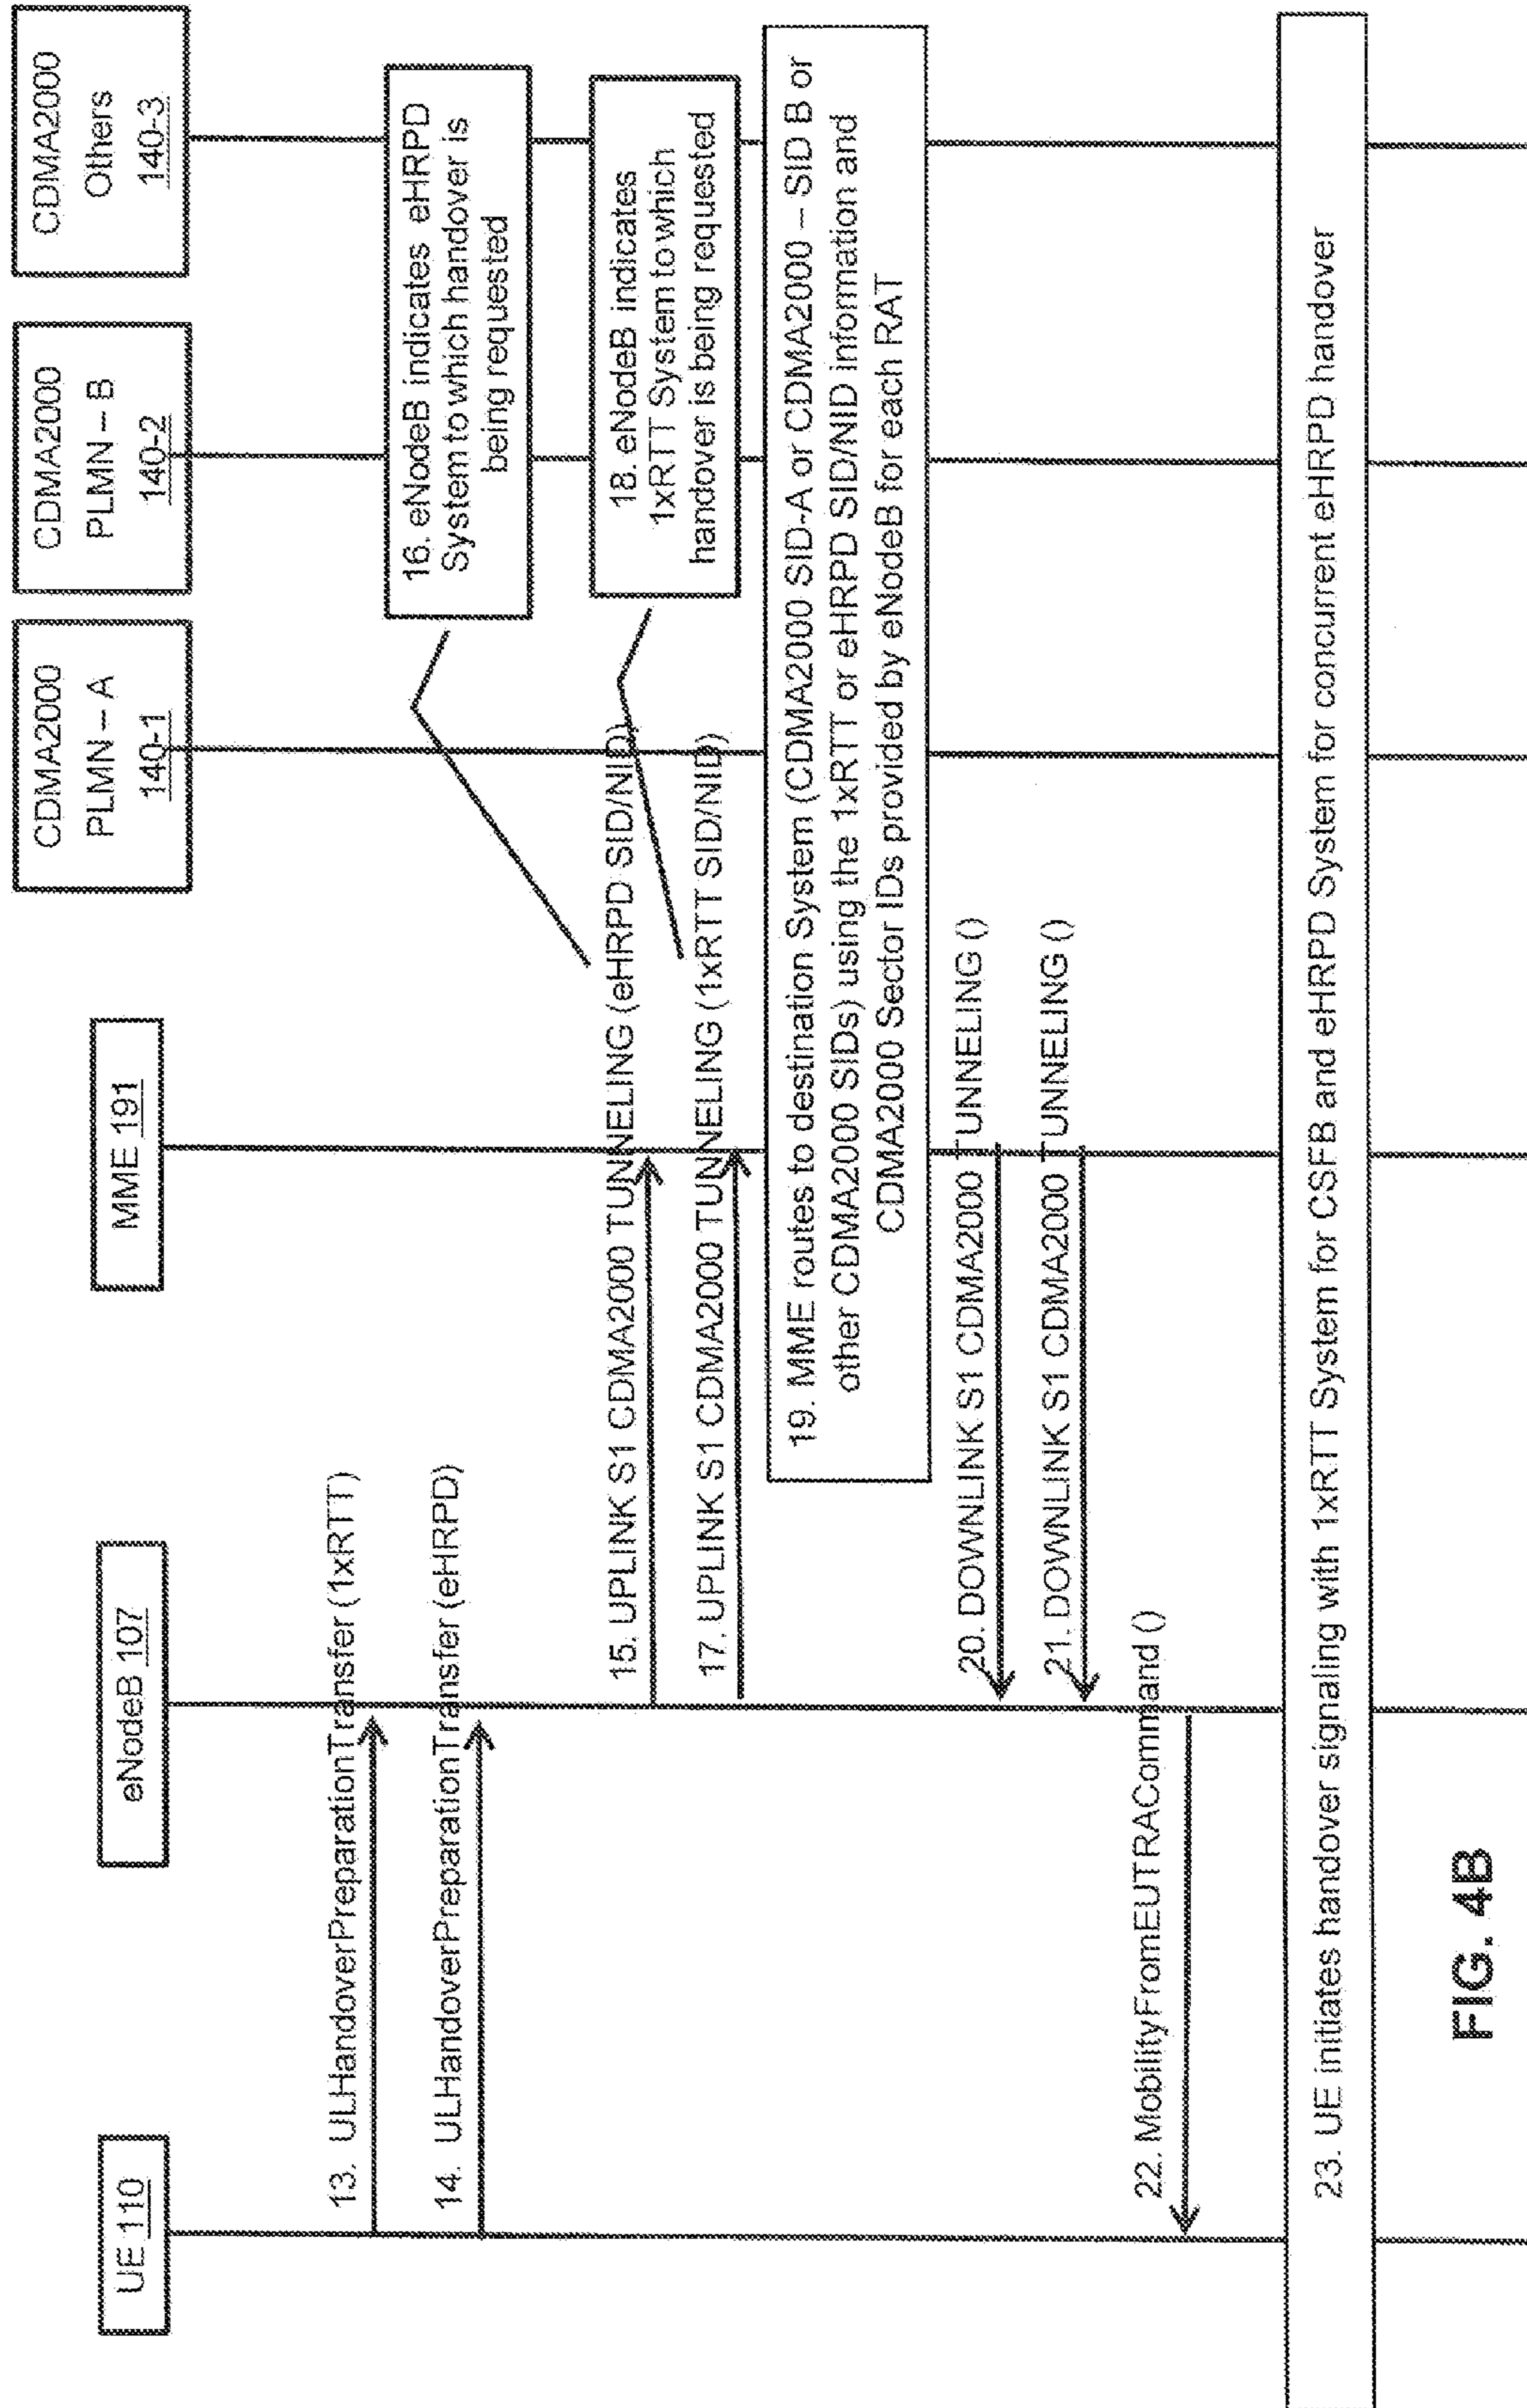 UE 110
eNodeB 107
MME 191
CDMA2000
PLMN – A
140-1
CDMA2000
PLMN – B
140-2
CDMA2000
Others
140-3
13. ULHandoverPreparationTransfer (1xRTT)
14. ULHandoverPreparationTransfer (eHRPD)
15. UPLINK S1 CDMA2000 TUNNELING (eHRPD SID/NID)
16. eNodeB indicates eHRPD
System to which handover is
being requested
17. UPLINK S1 CDMA2000 TUNNELING (1xRTT SID/NID)
18. eNodeB indicates
1xRTT System to which
handover is being requested
19. MME routes to destination System (CDMA2000 SID-A or CDMA2000 – SID B or
other CDMA2000 SIDs) using the 1xRTT or eHRPD SID/NID information and
CDMA2000 Sector IDs provided by eNodeB for each RAT
20. DOWNLINK S1 CDMA2000 TUNNELING ()
21. DOWNLINK S1 CDMA2000 TUNNELING ()
22. MobilityFromEUTRACommand ()
23. UE initiates handover signaling with 1xRTT System for CSFB and eHRPD System for concurrent eHRPD handover
FIG. 4B